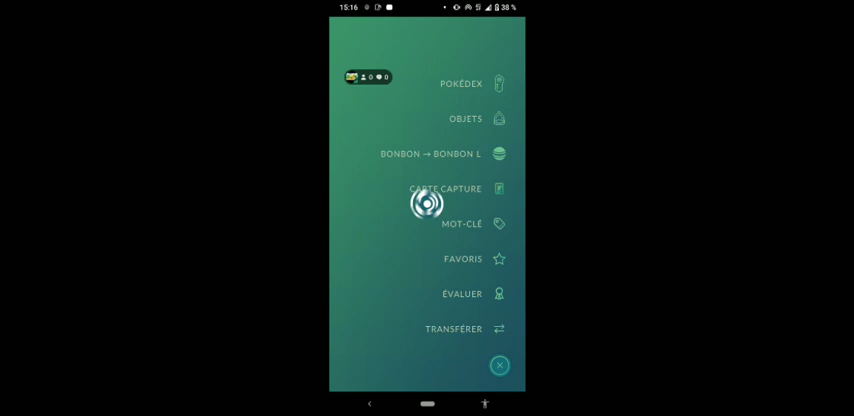 15:16
38 %
0 0
POKÉDEX
OBJETS
BONBON → BONBON L
CARTE CAPTURE
MOT-CLÉ
FAVORIS
ÉVALUER
TRANSFÉRER